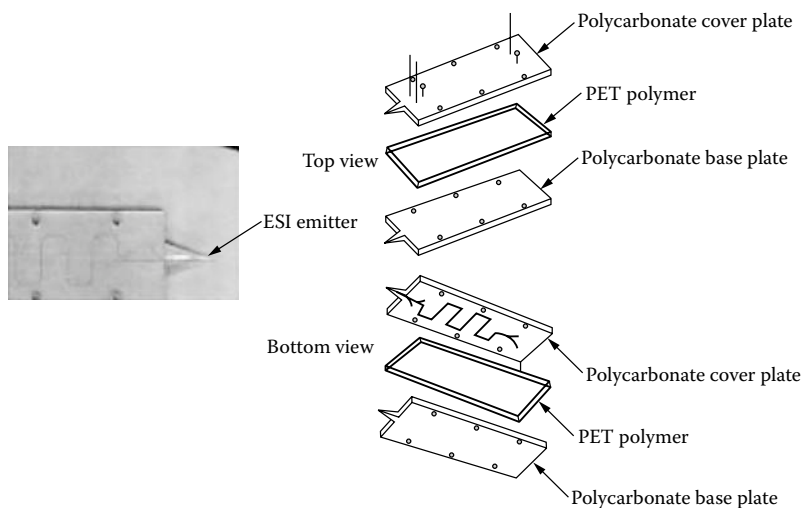 Polycarbonate cover plate
PET polymer
Top view
Polycarbonate base plate
ESI emitter
Bottom view
Polycarbonate cover plate
PET polymer
Polycarbonate base plate